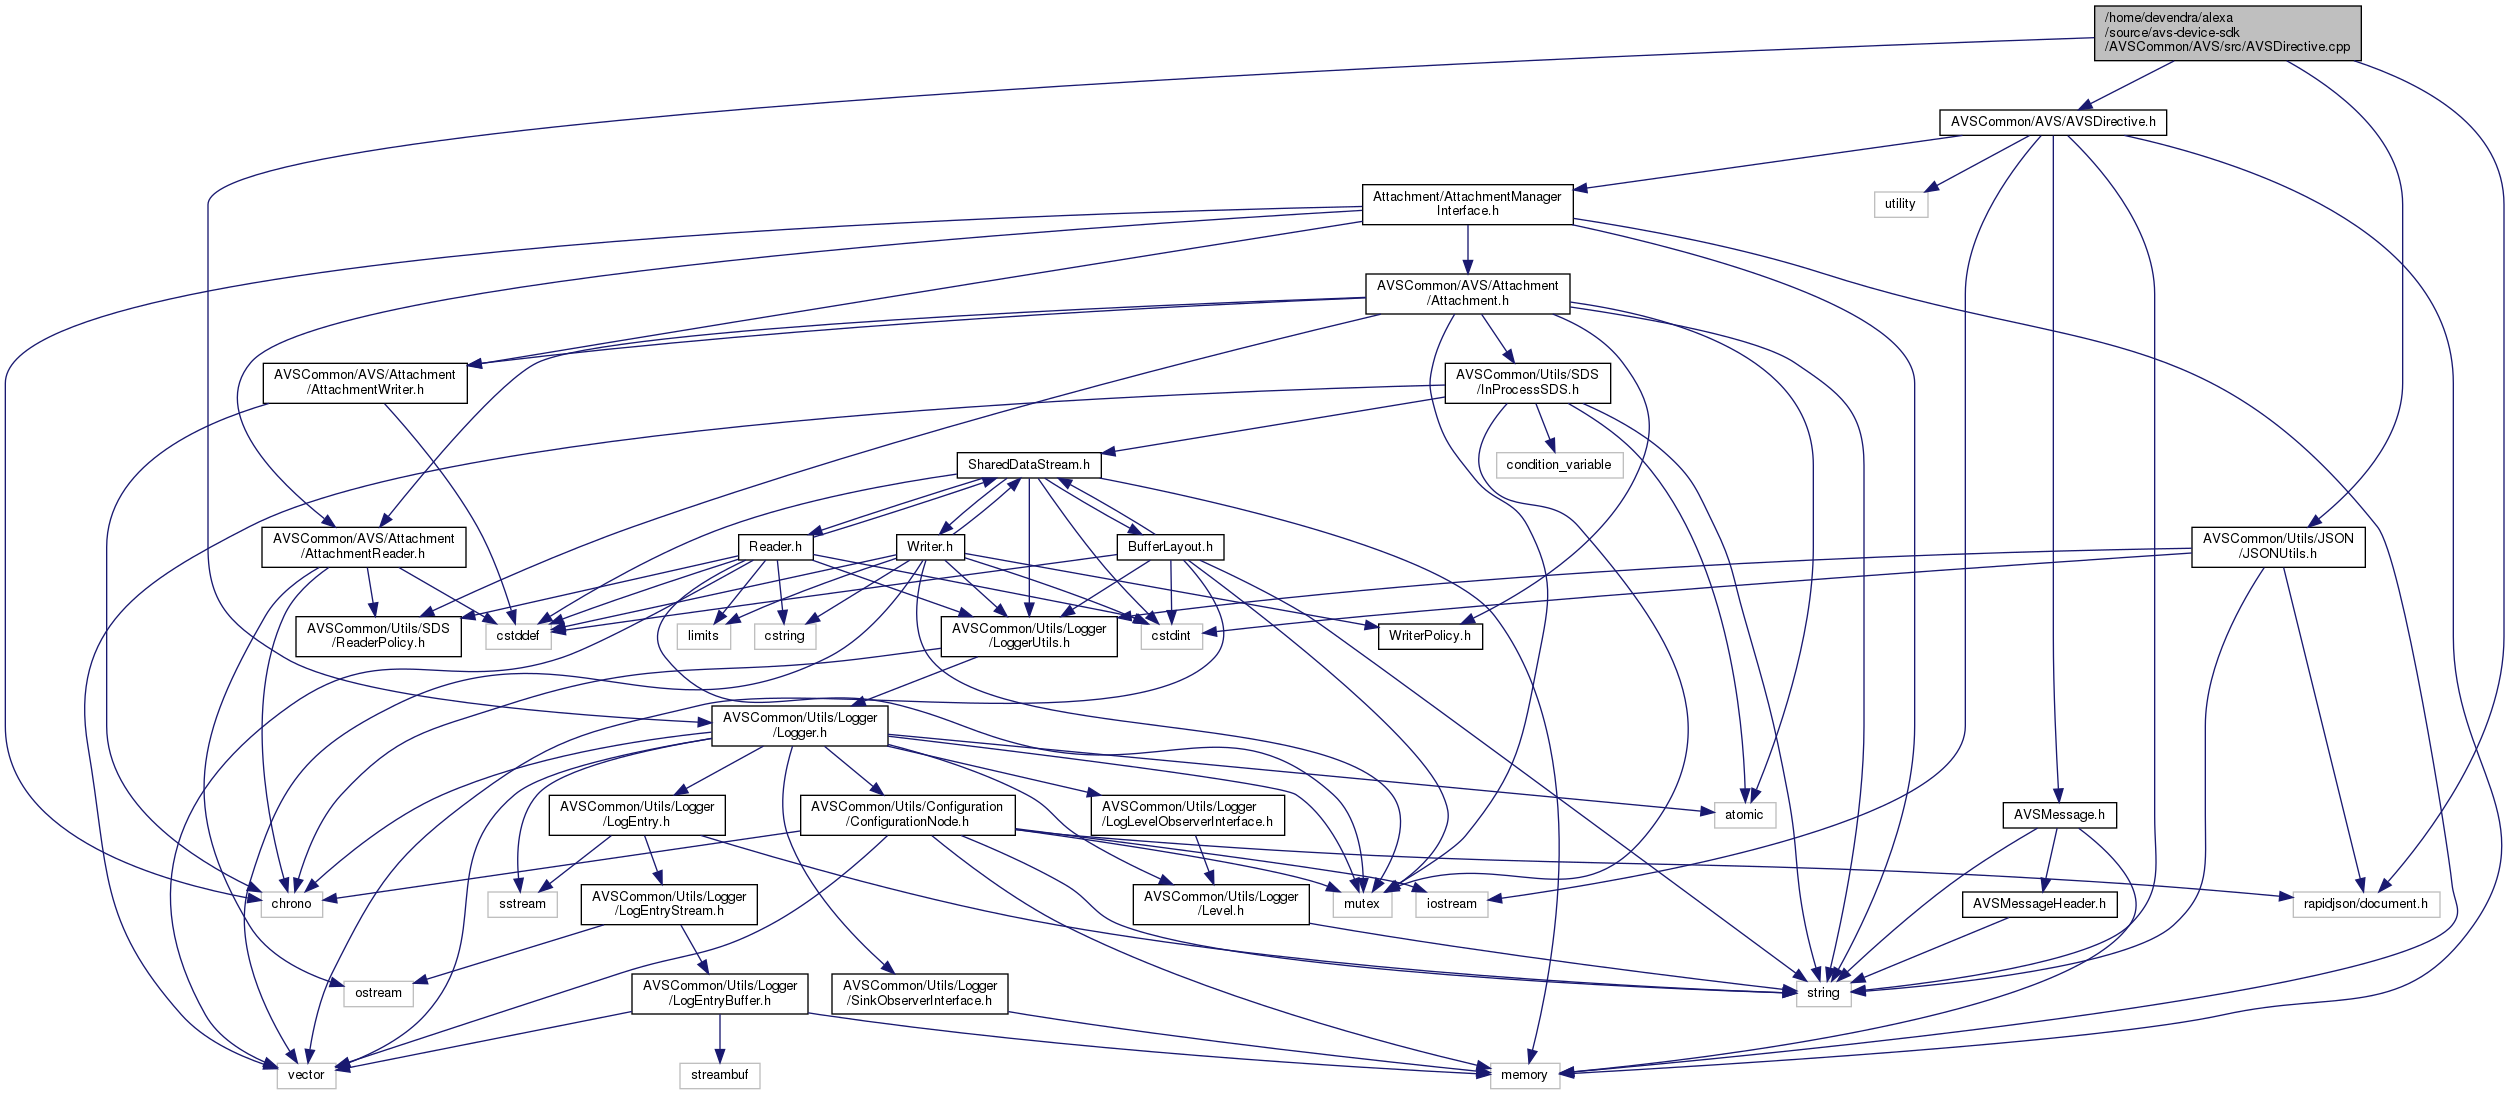 /home/devendra/alexa
/source/avs-device-sdk
/AVSCommon/AVS/src/AVSDirective.cpp
AVSCommon/AVS/AVSDirective.h
Attachment/AttachmentManager
Interface.h
utility
AVSCommon/AVS/Attachment
/Attachment.h
AVSCommon/AVS/Attachment
/AttachmentWriter.h
AVSCommon/Utils/SDS
/InProcessSDS.h
SharedDataStream.h
condition_variable
AVSCommon/AVS/Attachment
/AttachmentReader.h
Reader.h
Writer.h
BufferLayout.h
AVSCommon/Utils/JSON
/JSONUtils.h
AVSCommon/Utils/SDS
/ReaderPolicy.h
cstddef
limits
cstring
AVSCommon/Utils/Logger
/LoggerUtils.h
cstdint
WriterPolicy.h
AVSCommon/Utils/Logger
/Logger.h
AVSCommon/Utils/Logger
/LogEntry.h
AVSCommon/Utils/Configuration
/ConfigurationNode.h
AVSCommon/Utils/Logger
/LogLevelObserverInterface.h
atomic
AVSMessage.h
chrono
sstream
AVSCommon/Utils/Logger
/LogEntryStream.h
AVSCommon/Utils/Logger
/Level.h
mutex
iostream
rapidjson/document.h
AVSMessageHeader.h
ostream
AVSCommon/Utils/Logger
/LogEntryBuffer.h
AVSCommon/Utils/Logger
/SinkObserverInterface.h
string
vector
streambuf
memory